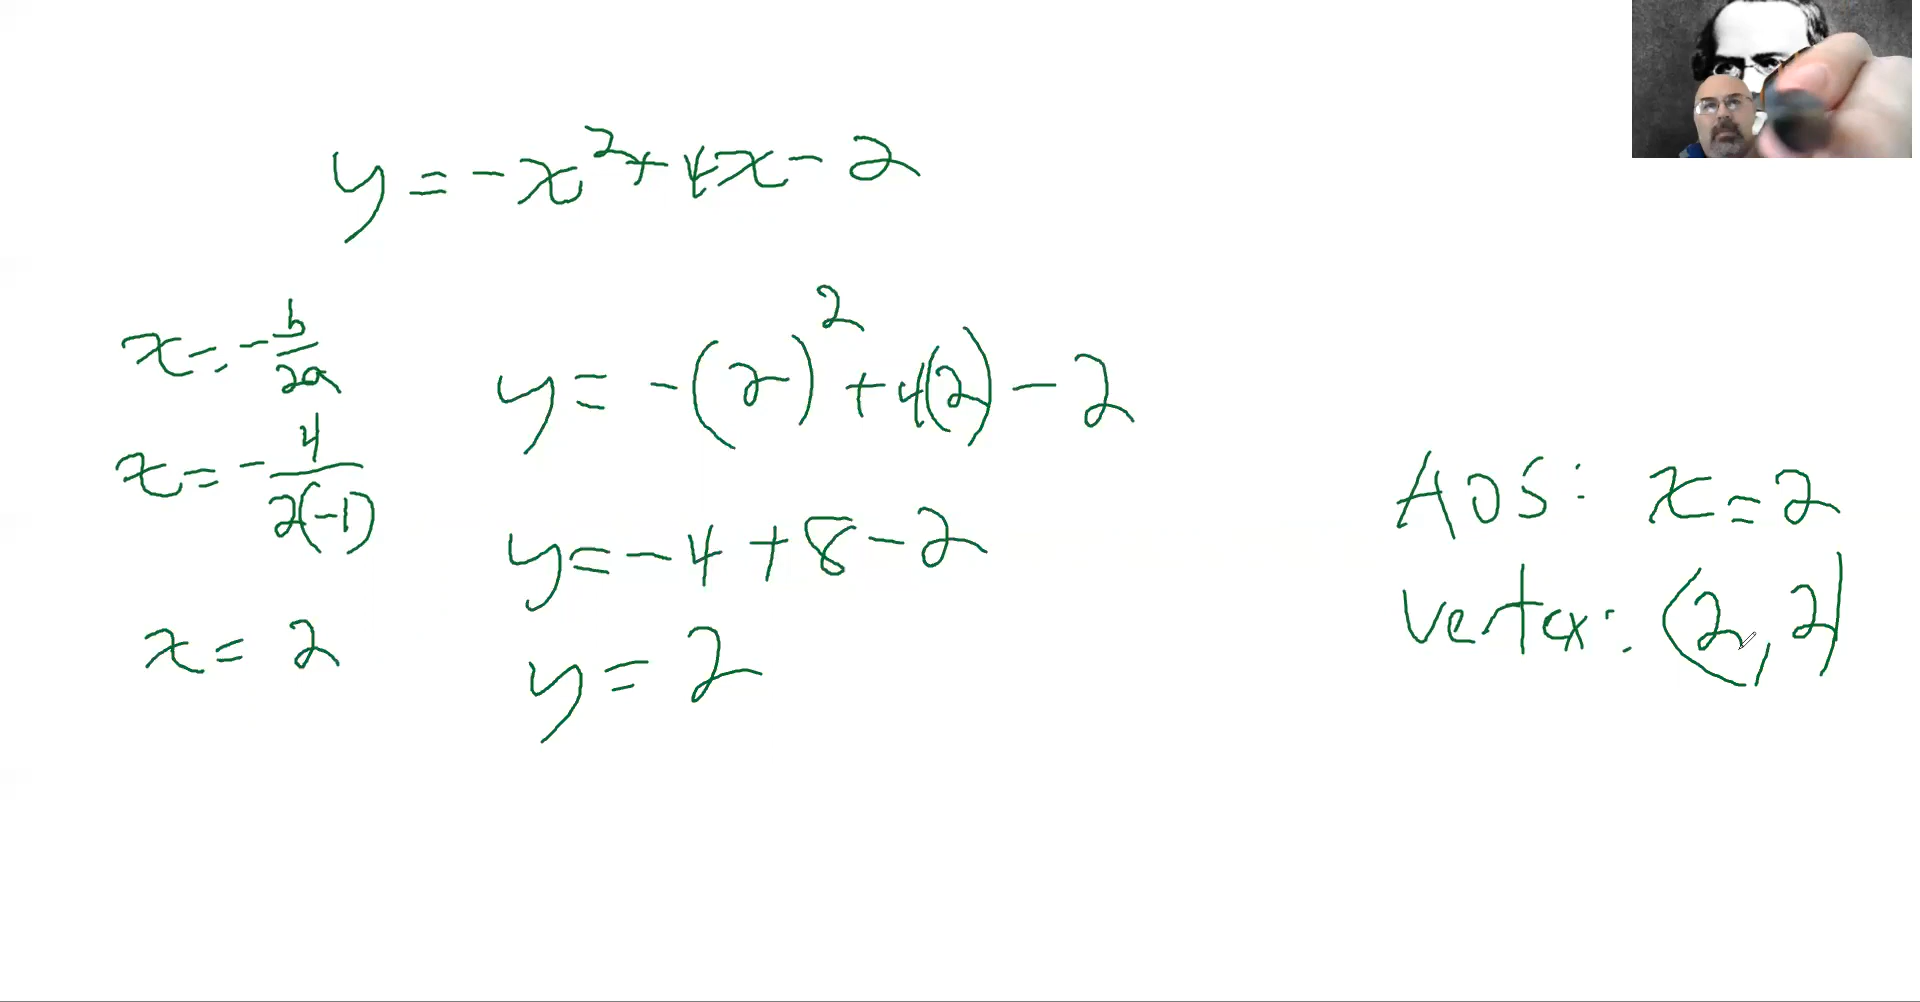 y = -x² + 4x - 2
x = -b/2a
x = -4/2(-1)
x = 2
y = -(2)² + 4(2) - 2
y = -4 + 8 - 2
y = 2
AOS: x = 2
Vertex: (2, 2)